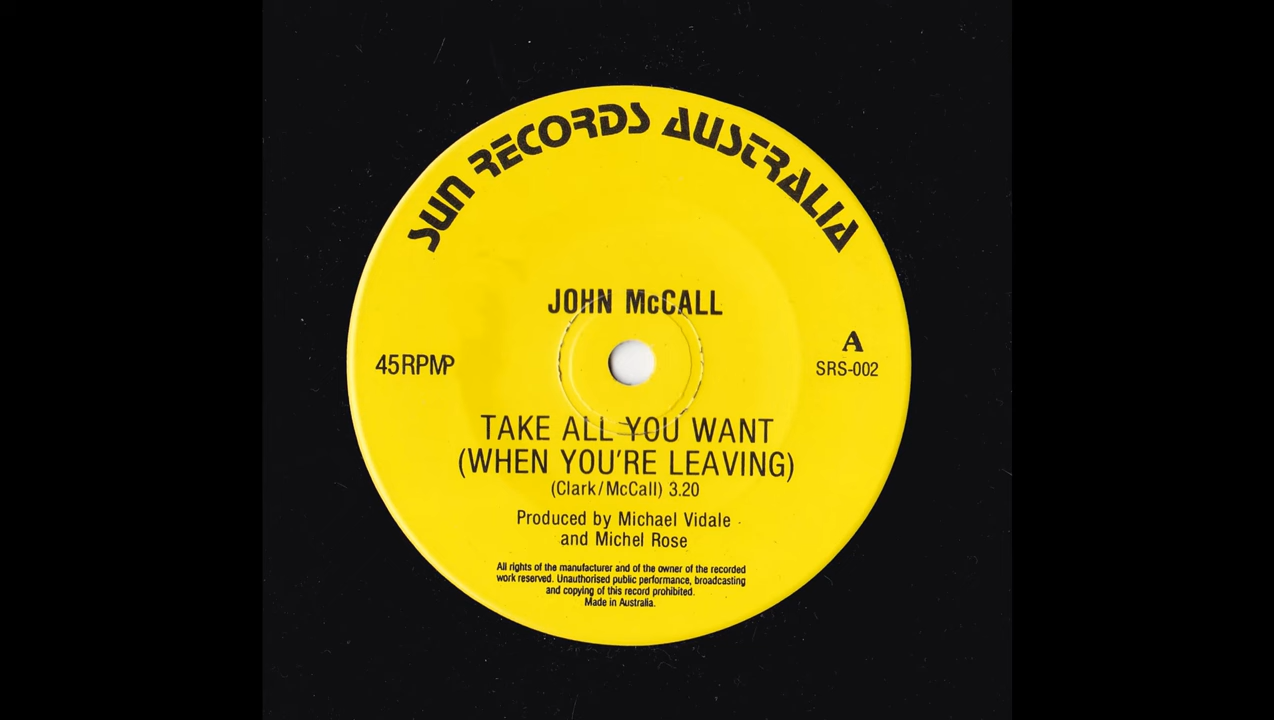 SUN RECORDS AUSTRALIA
JOHN McCALL
45RPMP
A
SRS-002
TAKE ALL YOU WANT
(WHEN YOU'RE LEAVING)
(Clark/McCall) 3.20
Produced by Michael Vidale
and Michel Rose
All rights of the manufacturer and of the owner of the recorded
work reserved. Unauthorised public performance, broadcasting
and copying of this record prohibited.
Made in Australia.